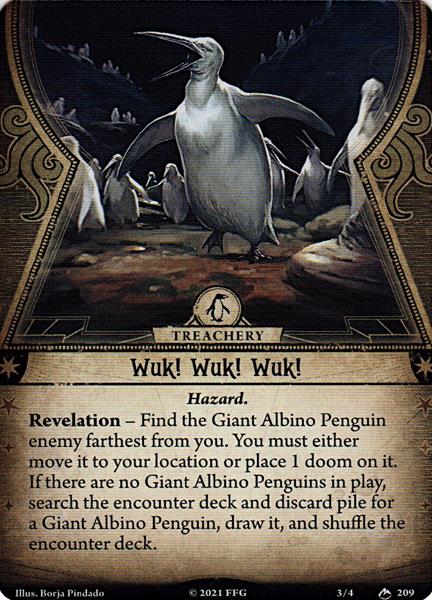 TREACHERY
Wuk! Wuk! Wuk!
Hazard.
Revelation – Find the Giant Albino Penguin
enemy farthest from you. You must either
move it to your location or place 1 doom on it.
If there are no Giant Albino Penguins in play,
search the encounter deck and discard pile for
a Giant Albino Penguin, draw it, and shuffle the
encounter deck.
Illus. Borja Pindado © 2021 FFG 3/4 209